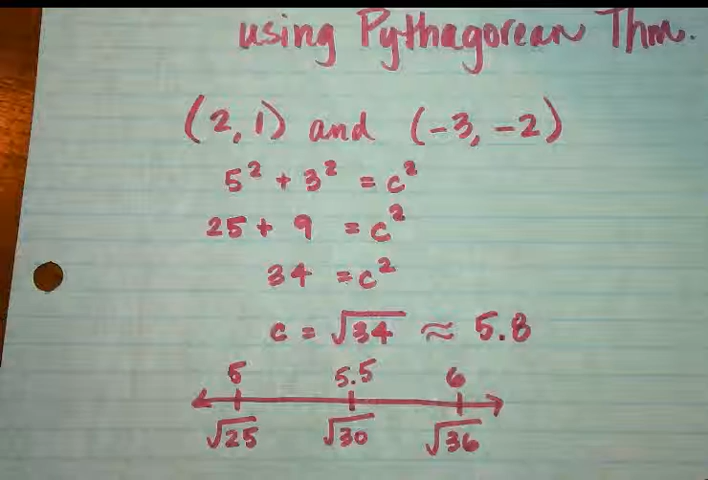 using Pythagorean Thm.
(2,1) and (-3,-2)
5² + 3² = c²
25 + 9 = c²
34 = c²
c = √34 ≈ 5.8
5 5.5 6
√25 √30 √36